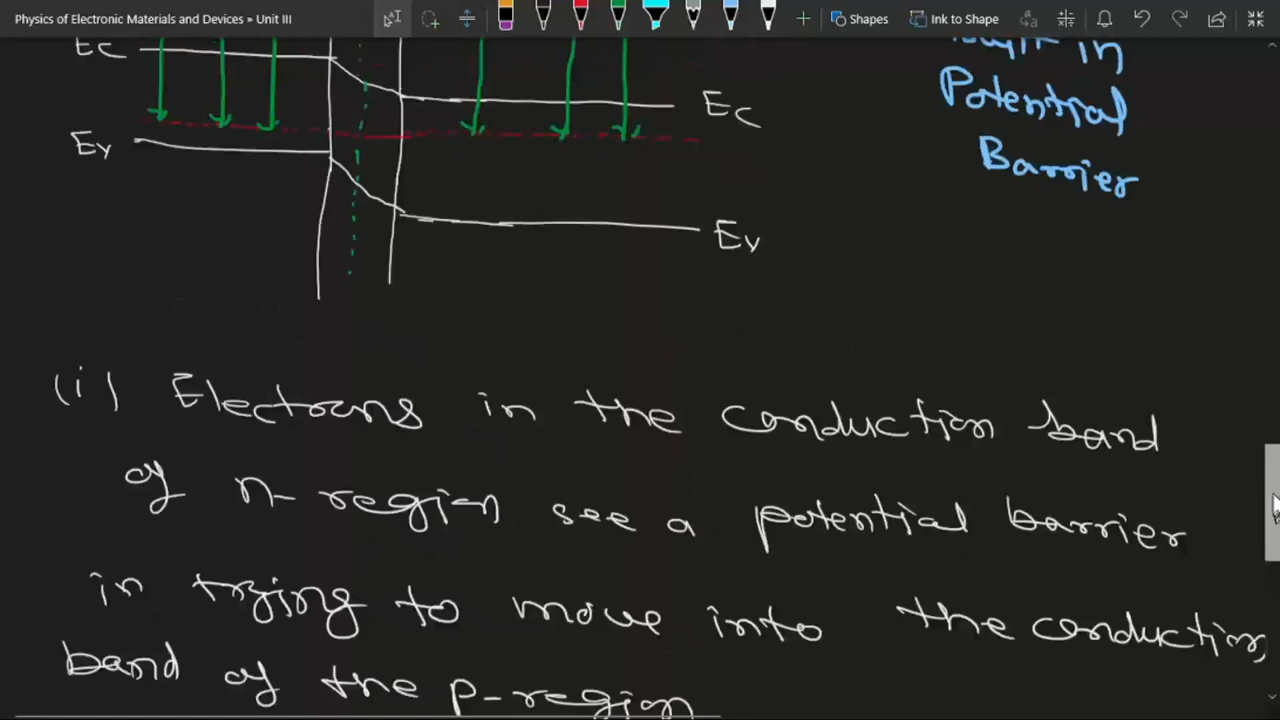 Physics of Electronic Materials and Devices » Unit III
Shapes
Ink to Shape
Ec
Ev
Ec
Ev
in
Potential
Barrier
(i) Electrons in the conduction band
of n-region see a potential barrier
in trying to move into the conduction
band of the p-region